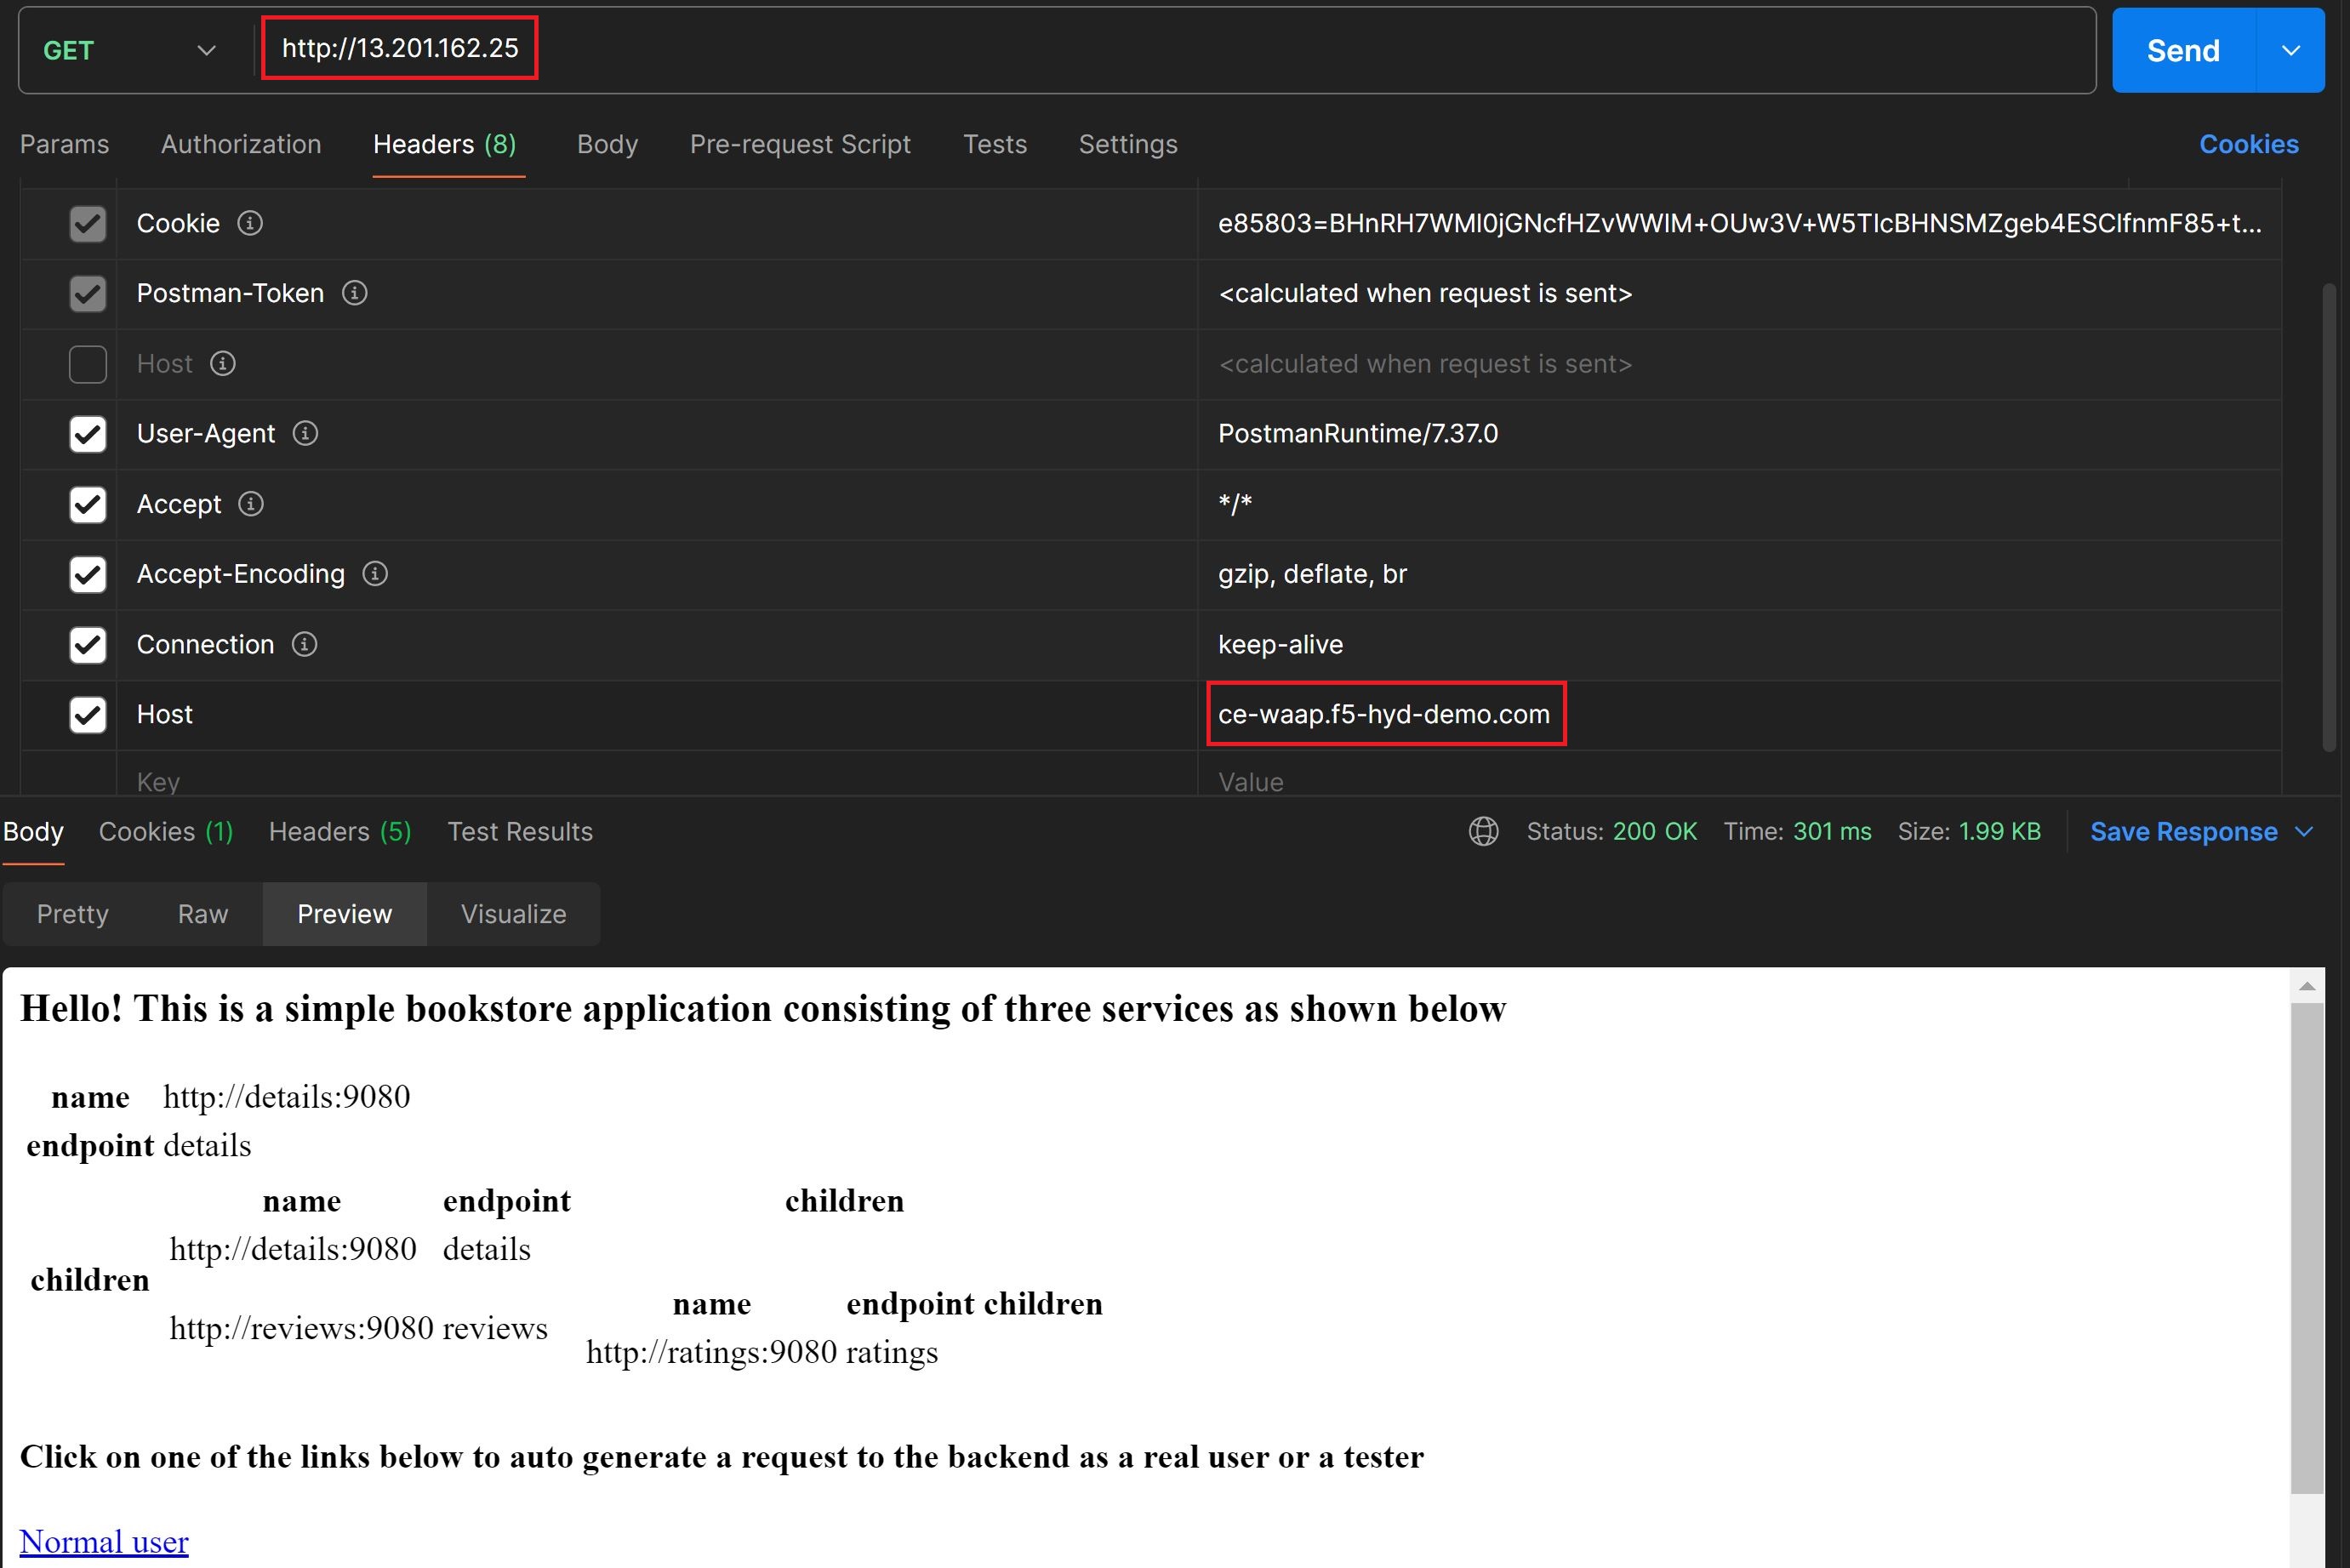 GET http://13.201.162.25 Send
Params Authorization Headers (8) Body Pre-request Script Tests Settings Cookies
Cookie e85803=BHnRH7WMI0jGNcfHZvWWIM+OUw3V+W5TIcBHNSMZgeb4ESClfnmF85+t...
Postman-Token <calculated when request is sent>
Host <calculated when request is sent>
User-Agent PostmanRuntime/7.37.0
Accept */*
Accept-Encoding gzip, deflate, br
Connection keep-alive
Host ce-waap.f5-hyd-demo.com
Key Value
Body Cookies (1) Headers (5) Test Results Status: 200 OK Time: 301 ms Size: 1.99 KB Save Response
Pretty Raw Preview Visualize
Hello! This is a simple bookstore application consisting of three services as shown below
name http://details:9080
endpoint details
name endpoint children
http://details:9080 details
children
name endpoint children
http://reviews:9080 reviews
http://ratings:9080 ratings
Click on one of the links below to auto generate a request to the backend as a real user or a tester
Normal user